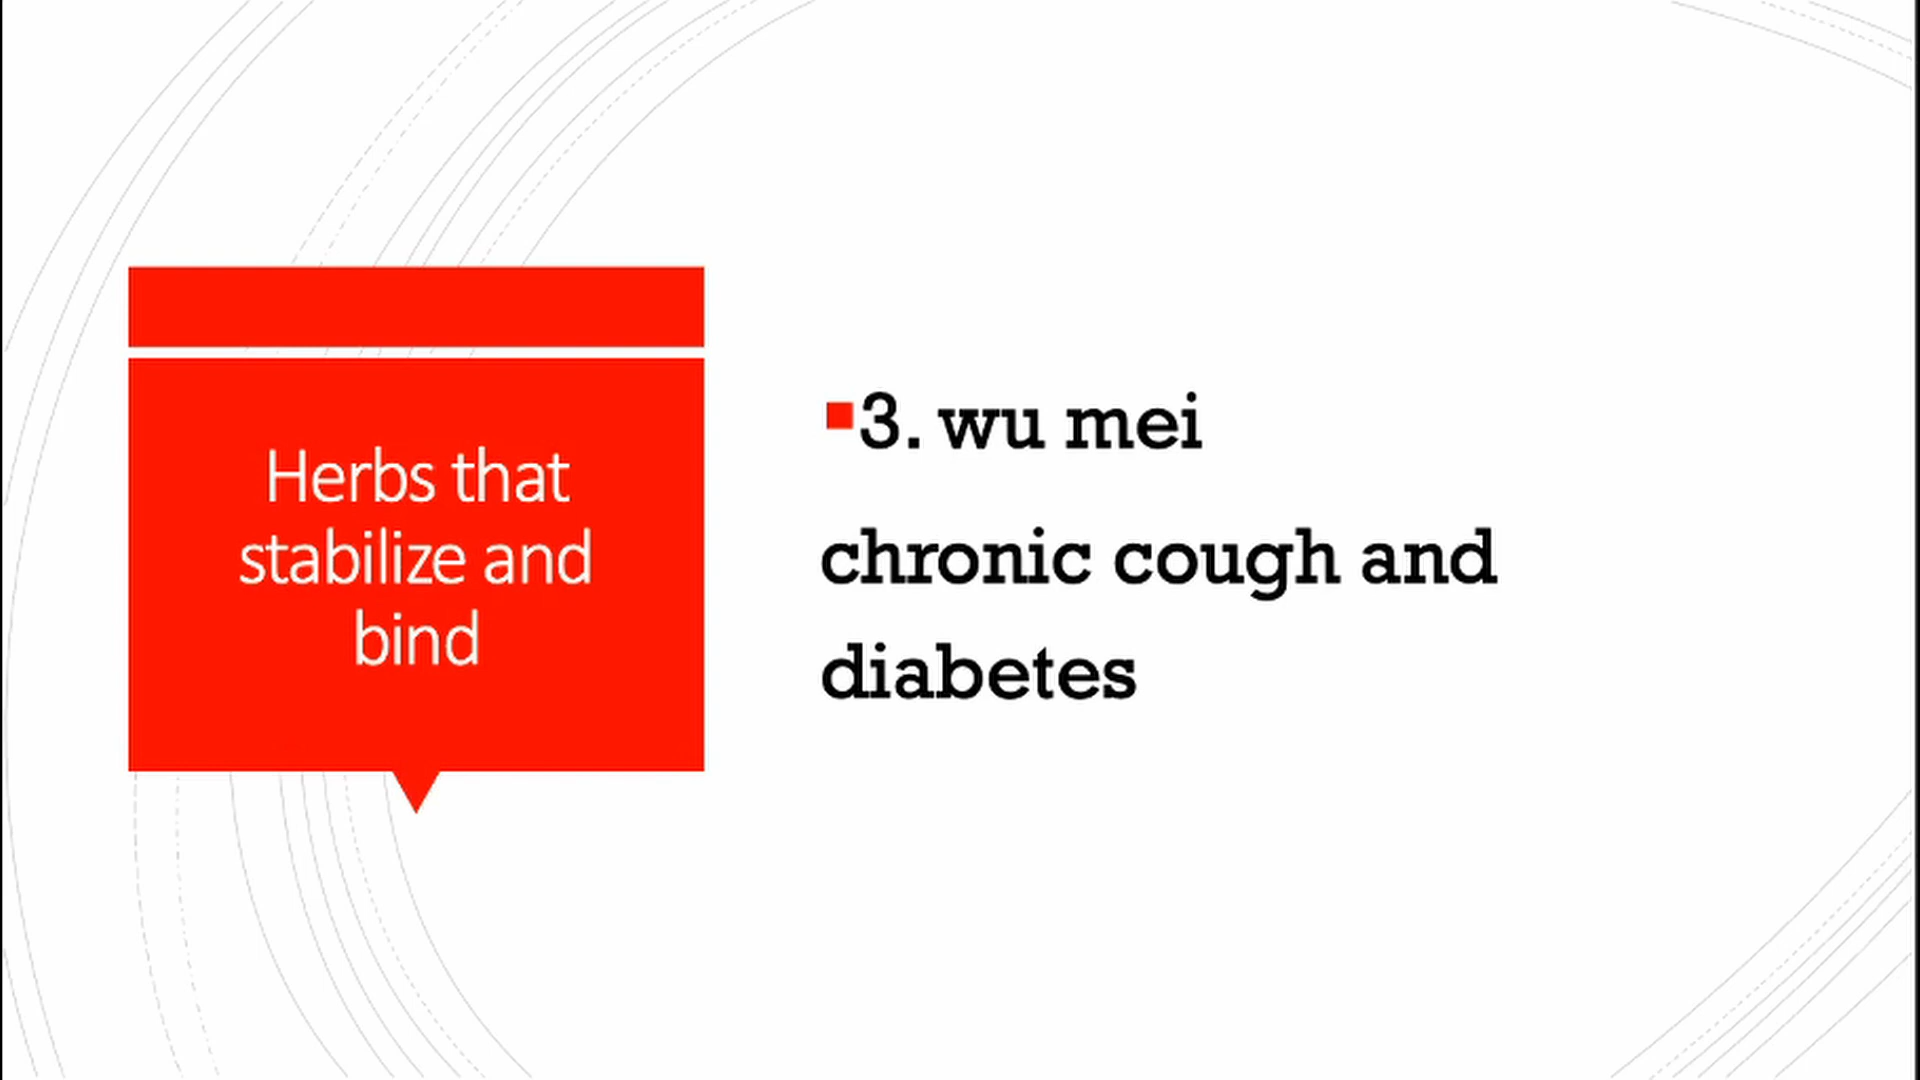 Herbs that
stabilize and
bind
3. wu mei
chronic cough and
diabetes